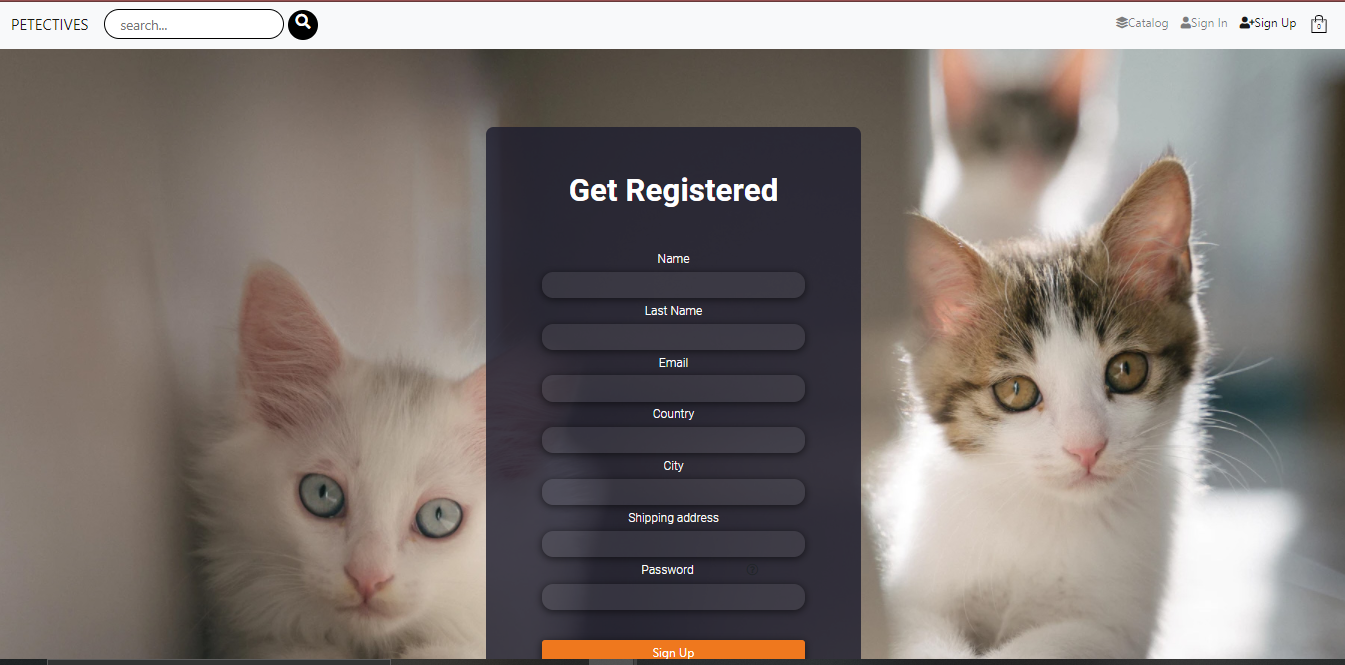 PETECTIVES search... Catalog Sign In Sign Up 0
Get Registered
Name
Last Name
Email
Country
City
Shipping address
Password
Sign Up